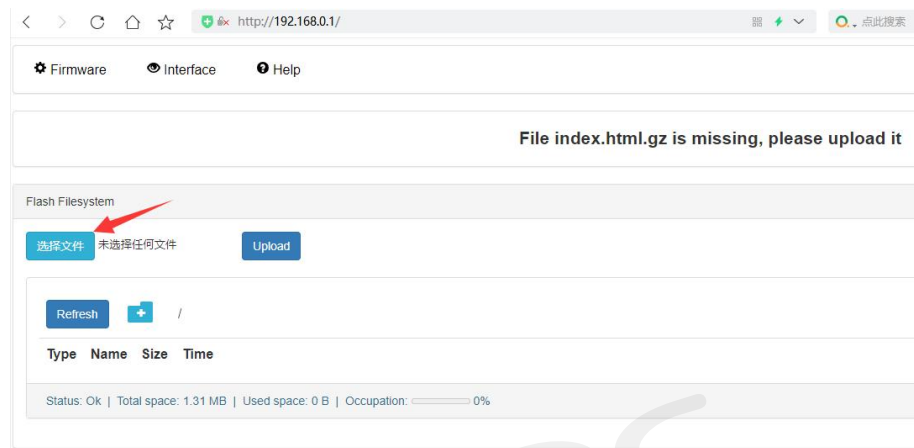 http://192.168.0.1/ 点此搜索
Firmware Interface Help
File index.html.gz is missing, please upload it
Flash Filesystem
选择文件 未选择任何文件 Upload
Refresh /
Type Name Size Time
Status: Ok | Total space: 1.31 MB | Used space: 0 B | Occupation: 0%